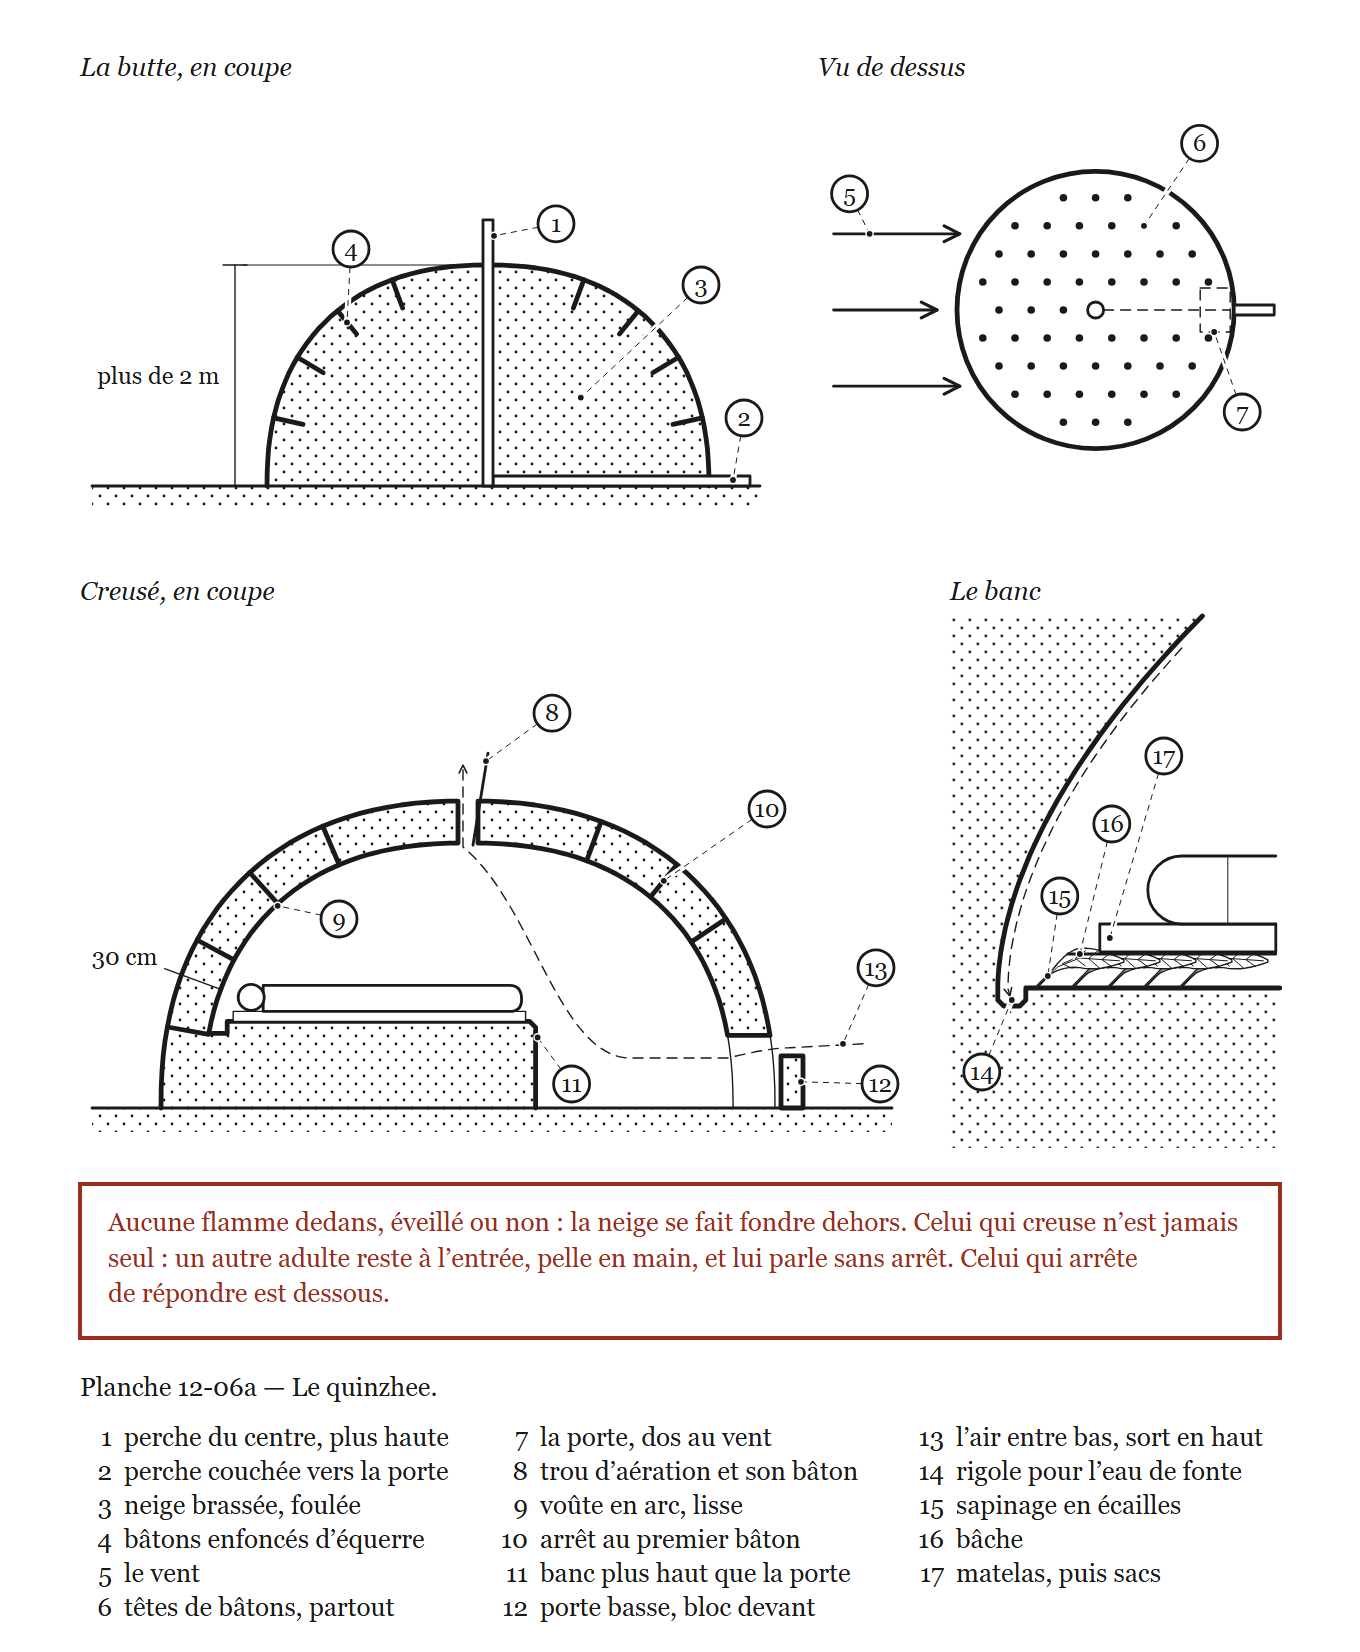 La butte, en coupe
Vu de dessus
6
5
1
4
3
plus de 2 m
2
7
Creusé, en coupe
Le banc
8
17
10
16
15
9
30 cm
13
14
11
12
Aucune flamme dedans, éveillé ou non : la neige se fait fondre dehors. Celui qui creuse n’est jamais
seul : un autre adulte reste à l’entrée, pelle en main, et lui parle sans arrêt. Celui qui arrête
de répondre est dessous.
Planche 12-06a — Le quinzhee.
1 perche du centre, plus haute
2 perche couchée vers la porte
3 neige brassée, foulée
4 bâtons enfoncés d’équerre
5 le vent
6 têtes de bâtons, partout
7 la porte, dos au vent
8 trou d’aération et son bâton
9 voûte en arc, lisse
10 arrêt au premier bâton
11 banc plus haut que la porte
12 porte basse, bloc devant
13 l’air entre bas, sort en haut
14 rigole pour l’eau de fonte
15 sapinage en écailles
16 bâche
17 matelas, puis sacs